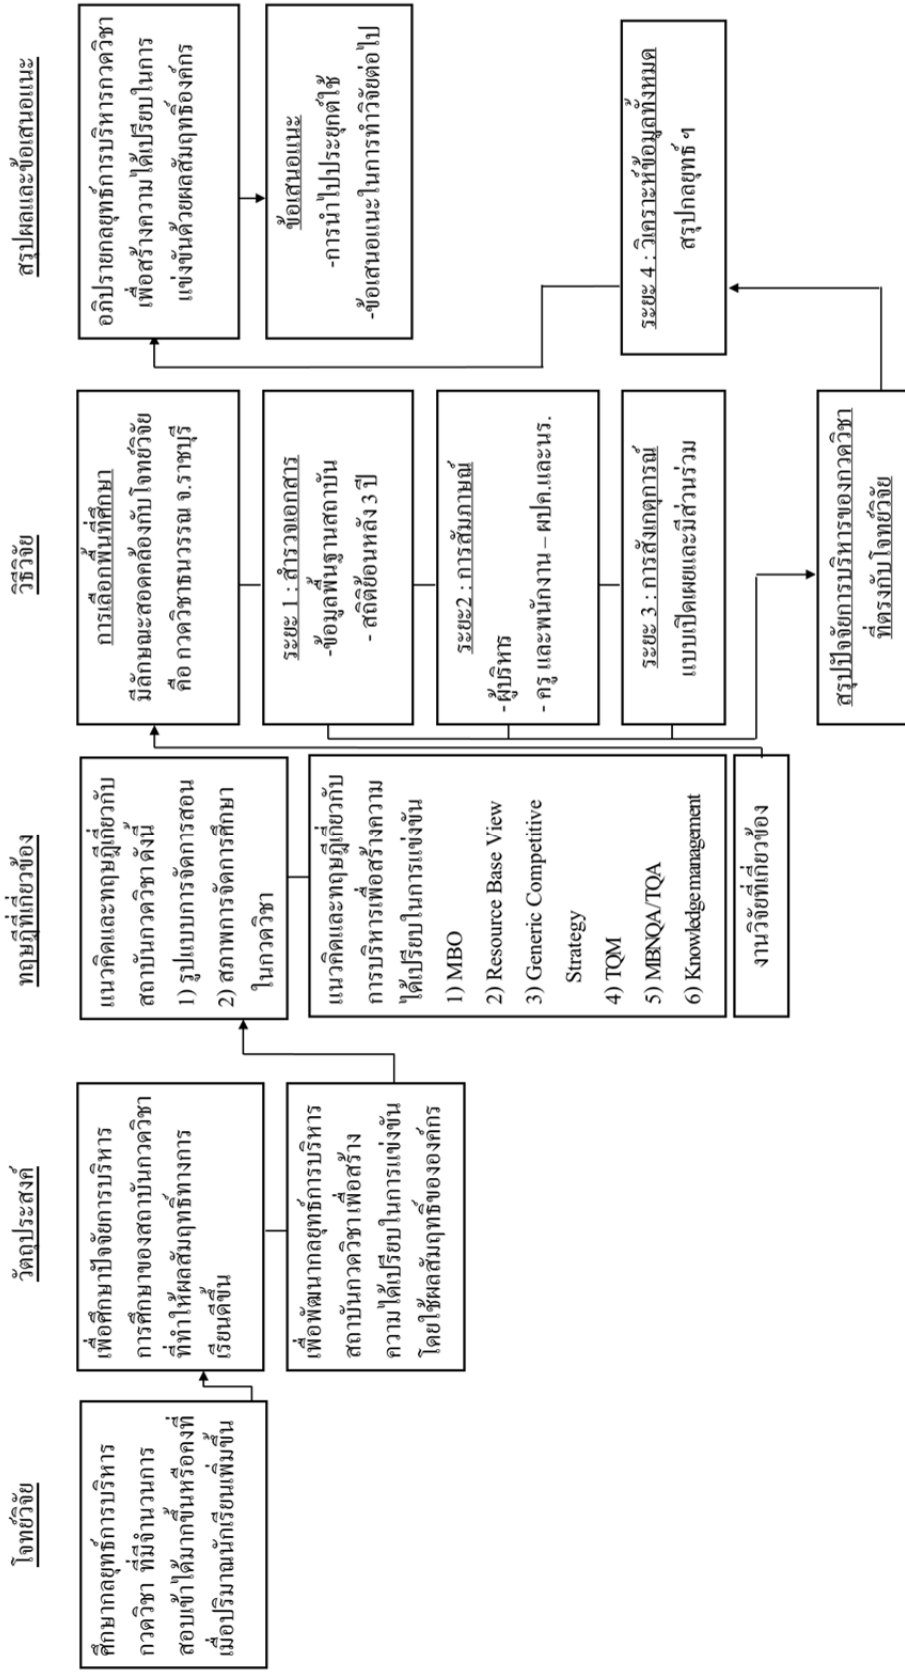 โจทย์วิจัย
ศึกษากลยุทธ์การบริหาร
กวดวิชา ที่มีจำนวนการ
สอบเข้าได้มากขึ้นหรือคงที่
เมื่อปริมาณนักเรียนเพิ่มขึ้น
วัตถุประสงค์
เพื่อศึกษาปัจจัยการบริหาร
การศึกษาของสถาบันกวดวิชา
ที่ทำให้ผลสัมฤทธิ์ทางการ
เรียนดีขึ้น
เพื่อพัฒนากลยุทธ์การบริหาร
สถาบันกวดวิชาเพื่อสร้าง
ความได้เปรียบในการแข่งขัน
โดยใช้ผลสัมฤทธิ์ขององค์กร
ทฤษฎีที่เกี่ยวข้อง
แนวคิดและทฤษฎีเกี่ยวกับ
สถาบันกวดวิชา ดังนี้
1) รูปแบบการจัดการสอน
2) สภาพการจัดการศึกษา
ในกวดวิชา
แนวคิดและทฤษฎีเกี่ยวกับ
การบริหารเพื่อสร้างความ
ได้เปรียบในการแข่งขัน
1) MBO
2) Resource Base View
3) Generic Competitive
Strategy
4) TQM
5) MBNQA/TQA
6) Knowledge management
งานวิจัยที่เกี่ยวข้อง
วิธีวิจัย
การเลือกพื้นที่ศึกษา
มีลักษณะสอดคล้องกับโจทย์วิจัย
คือ กวดวิชาธนวรรณ จ.ราชบุรี
ระยะ 1 : สำรวจเอกสาร
-ข้อมูลพื้นฐานสถาบัน
- สถิติย้อนหลัง 3 ปี
ระยะ2 : การสัมภาษณ์
- ผู้บริหาร
- ครู และพนักงาน – ผปค.และนร.
ระยะ 3 : การสังเกตุการณ์
แบบเปิดเผยและมีส่วนร่วม
สรุปปัจจัยการบริหารของกวดวิชา
ที่ตรงกับโจทย์วิจัย
สรุปผลและข้อเสนอแนะ
อภิปรายกลยุทธ์การบริหารกวดวิชา
เพื่อสร้างความได้เปรียบในการ
แข่งขันด้วยผลสัมฤทธิ์องค์กร
ข้อเสนอแนะ
-การนำไปประยุกต์ใช้
-ข้อเสนอแนะในการทำวิจัยต่อไป
ระยะ 4 : วิเคราะห์ข้อมูลทั้งหมด
สรุปกลยุทธ์ ฯ